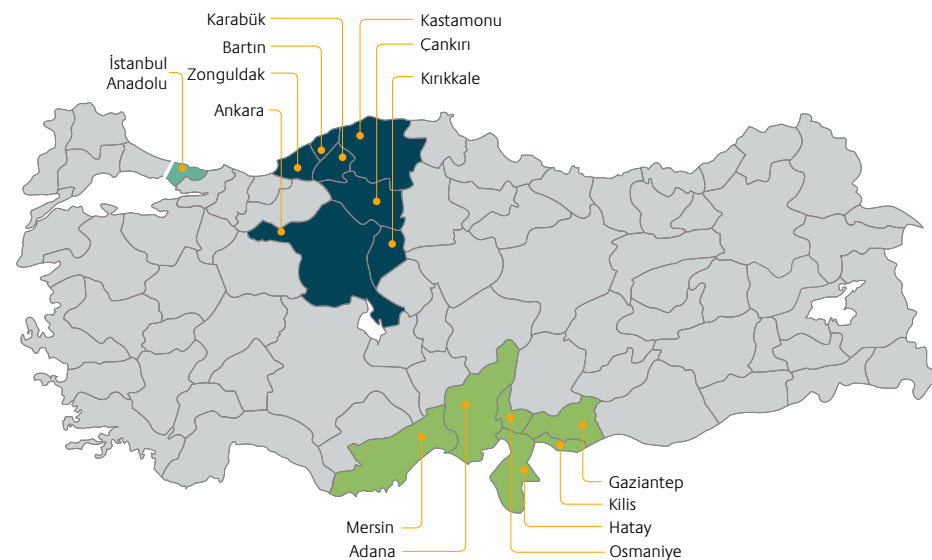 Karabük
Kastamonu
Bartın
Çankırı
İstanbul
Anadolu
Zonguldak
Kırıkkale
Ankara
Gaziantep
Kilis
Mersin
Hatay
Adana
Osmaniye